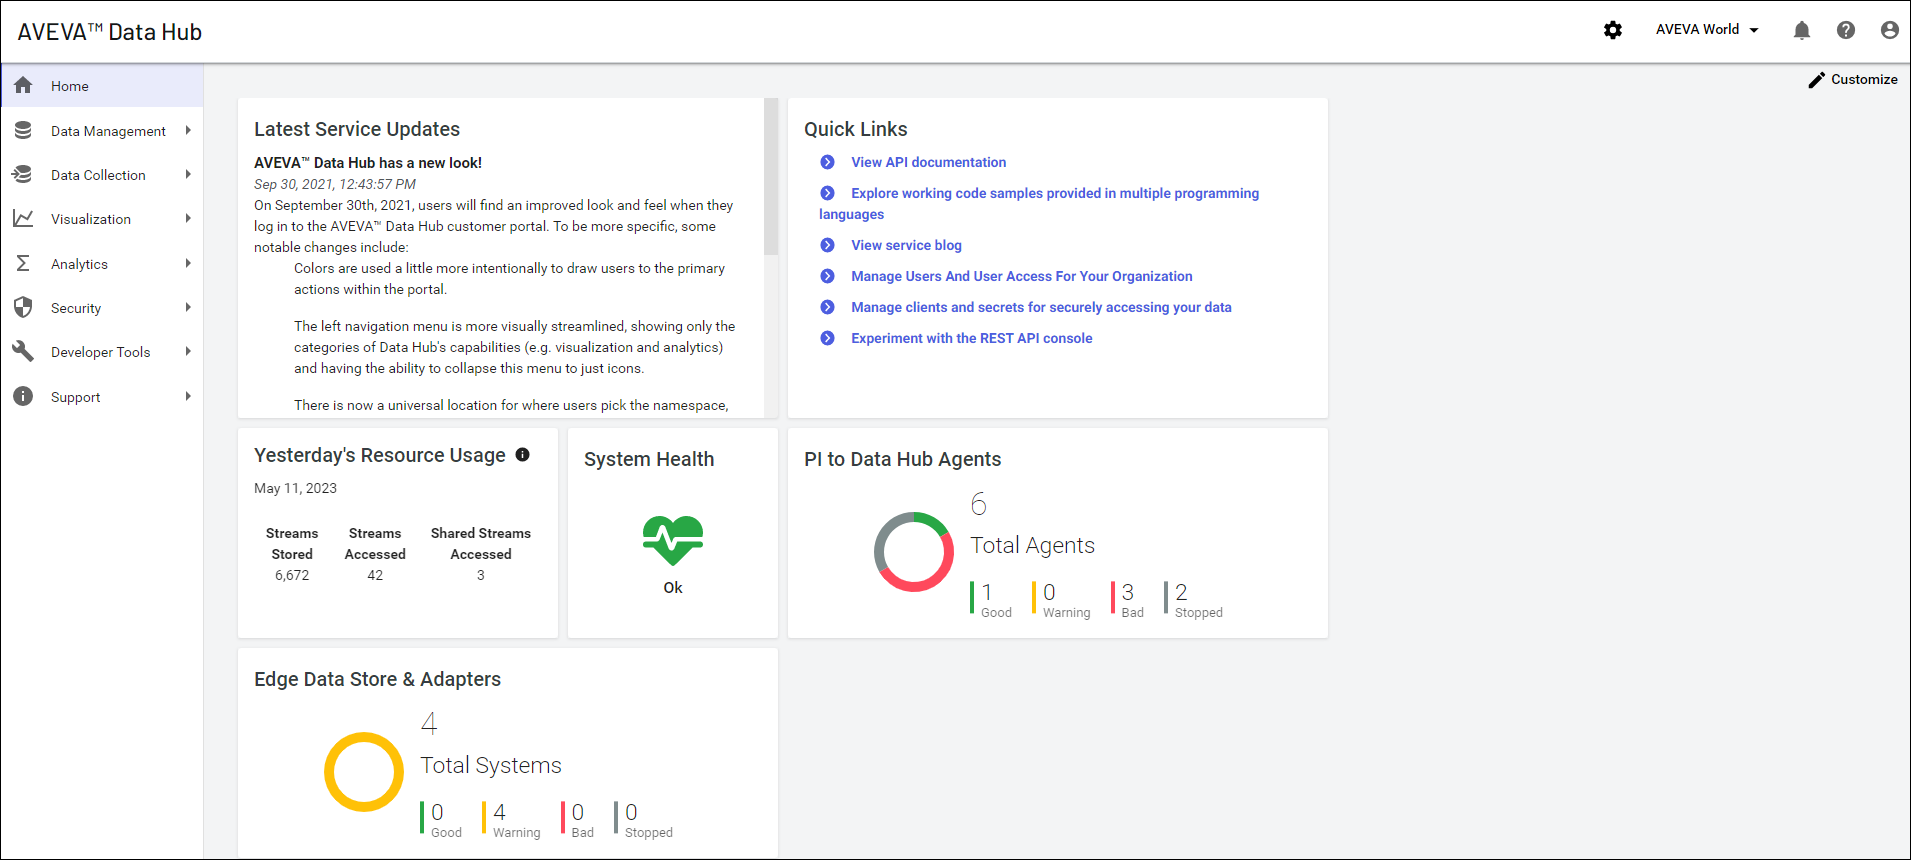 AVEVA™ Data Hub
AVEVA World
Customize
Home
Data Management
Data Collection
Visualization
Analytics
Security
Developer Tools
Support
Latest Service Updates
AVEVA™ Data Hub has a new look!
Sep 30, 2021, 12:43:57 PM
On September 30th, 2021, users will find an improved look and feel when they
log in to the AVEVA™ Data Hub customer portal. To be more specific, some
notable changes include:
Colors are used a little more intentionally to draw users to the primary
actions within the portal.
The left navigation menu is more visually streamlined, showing only the
categories of Data Hub's capabilities (e.g. visualization and analytics)
and having the ability to collapse this menu to just icons.
There is now a universal location for where users pick the namespace,
Quick Links
View API documentation
Explore working code samples provided in multiple programming
languages
View service blog
Manage Users And User Access For Your Organization
Manage clients and secrets for securely accessing your data
Experiment with the REST API console
Yesterday's Resource Usage
May 11, 2023
Streams Streams Shared Streams
Stored Accessed Accessed
6,672 42 3
System Health
Ok
PI to Data Hub Agents
6
Total Agents
1 0 3 2
Good Warning Bad Stopped
Edge Data Store & Adapters
4
Total Systems
0 4 0 0
Good Warning Bad Stopped